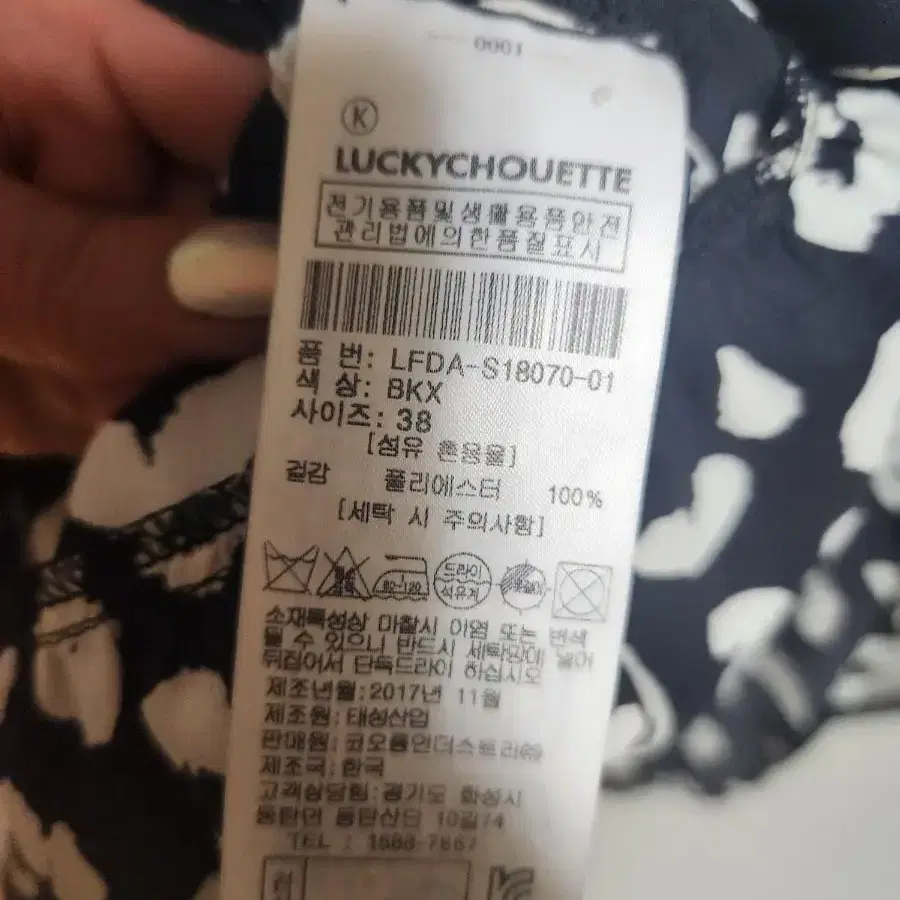 0001
K
LUCKYCHOUETTE
전기용품및생활용품안전
관리법에의한품질표시
품 번: LFDA-S18070-01
색 상: BKX
사이즈: 38
[섬유 혼용율]
겉감 폴리에스터 100%
[세탁 시 주의사항]
80~120 드라이 석유계
소재특성상 마찰시 이염 또는 변색
될 수 있으니 반드시 세탁망에 넣어
뒤집어서 단독드라이 하십시오
제조년월: 2017년 11월
제조원: 태성산업
판매원: 코오롱인더스트리㈜
제조국: 한국
고객상담팀: 경기도 화성시
동탄면 동탄산단 10길
TEL : 1588-7667